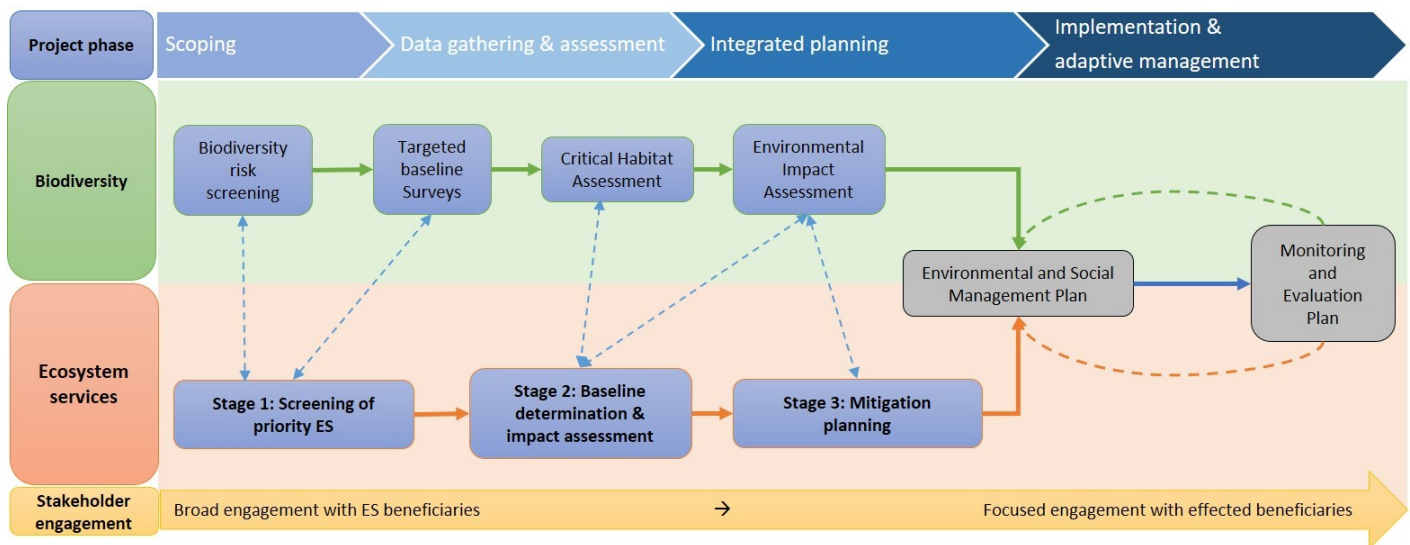 Project phase
Scoping
Data gathering & assessment
Integrated planning
Implementation &
adaptive management
Biodiversity
Biodiversity
risk
screening
Targeted
baseline
Surveys
Critical Habitat
Assessment
Environmental
Impact
Assessment
Environmental and Social
Management Plan
Monitoring
and
Evaluation
Plan
Ecosystem
services
Stage 1: Screening of
priority ES
Stage 2: Baseline
determination &
impact assessment
Stage 3: Mitigation
planning
Stakeholder
engagement
Broad engagement with ES beneficiaries → Focused engagement with effected beneficiaries